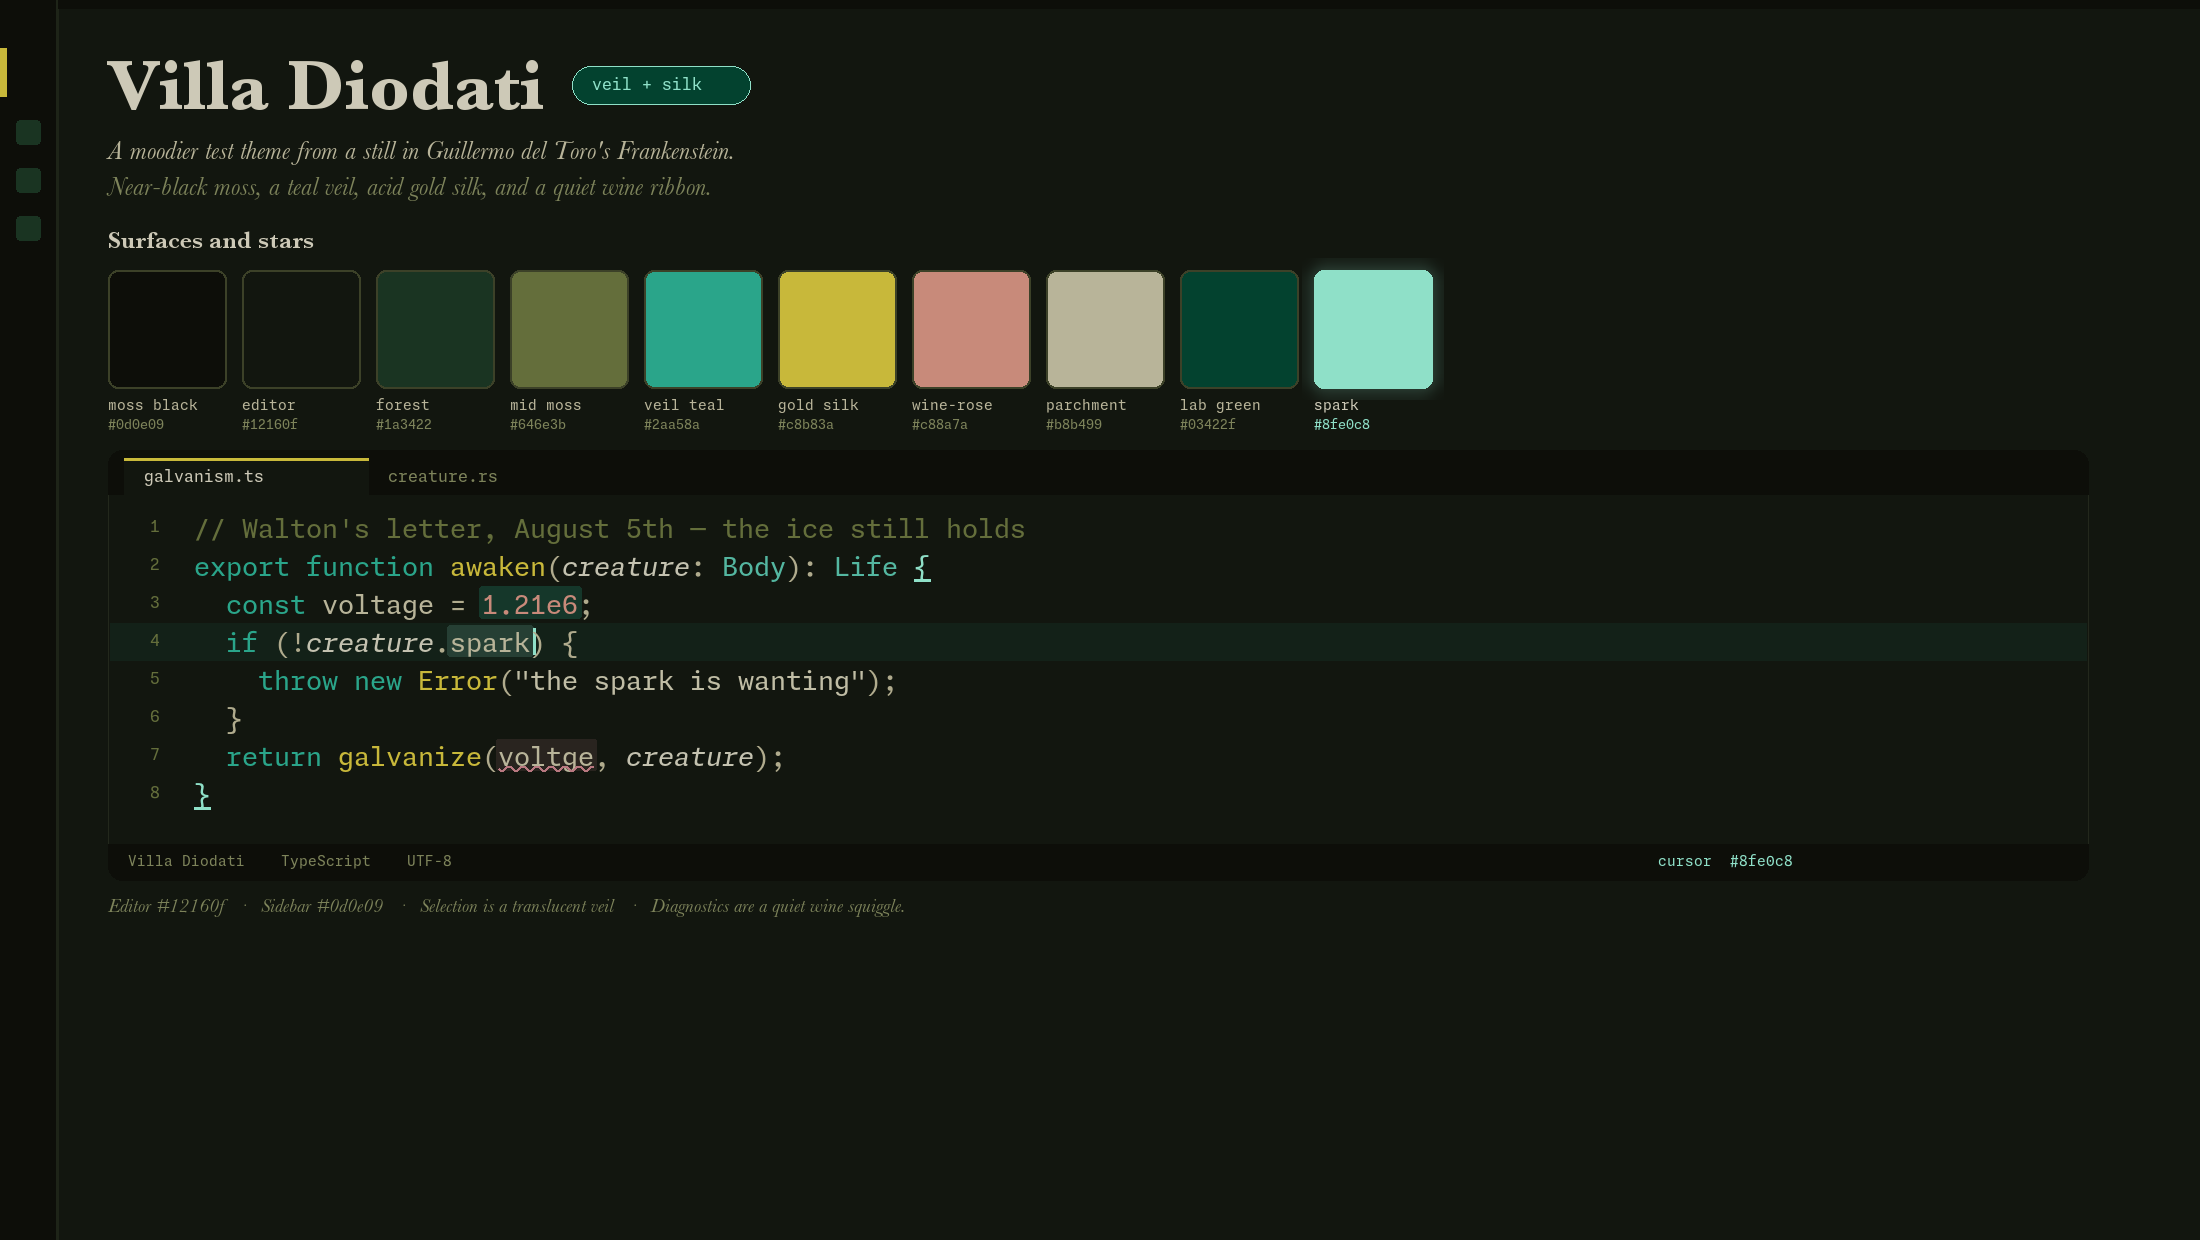 Villa Diodati
veil + silk
A moodier test theme from a still in Guillermo del Toro's Frankenstein.
Near-black moss, a teal veil, acid gold silk, and a quiet wine ribbon.
Surfaces and stars
moss black editor forest mid moss veil teal gold silk wine-rose parchment lab green spark
#0d0e09 #12160f #1a3422 #646e3b #2aa58a #c8b83a #c88a7a #b8b499 #03422f #8fe0c8
galvanism.ts creature.rs
1 // Walton's letter, August 5th — the ice still holds
2 export function awaken(creature: Body): Life {
3 const voltage = 1.21e6;
4 if (!creature.spark) {
5 throw new Error("the spark is wanting");
6 }
7 return galvanize(voltge, creature);
8 }
Villa Diodati TypeScript UTF-8 cursor #8fe0c8
Editor #12160f · Sidebar #0d0e09 · Selection is a translucent veil · Diagnostics are a quiet wine squiggle.